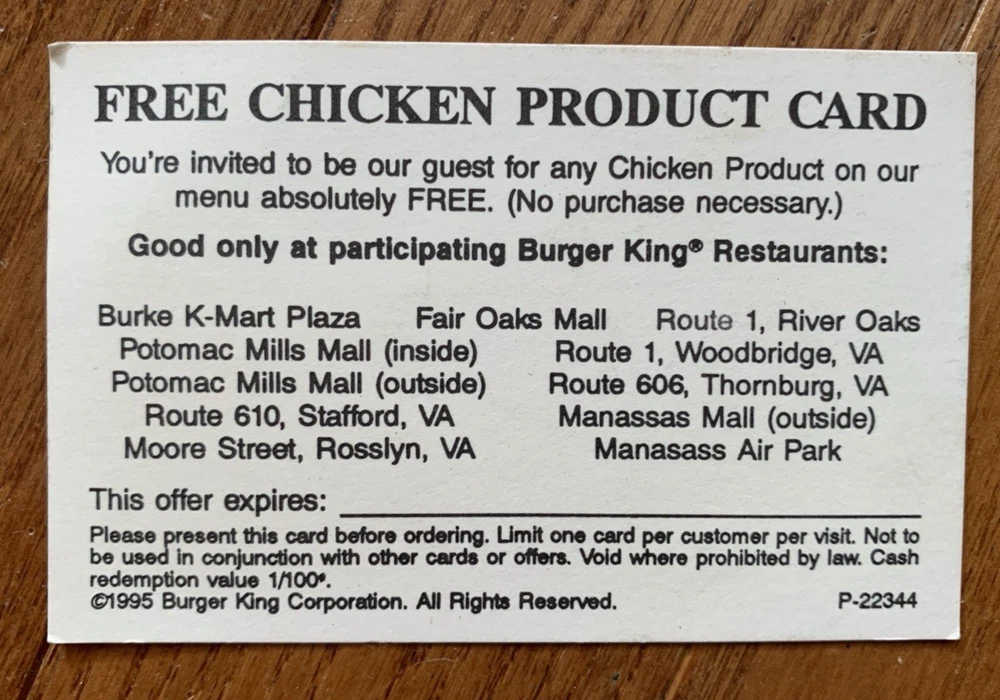 FREE CHICKEN PRODUCT CARD
You're invited to be our guest for any Chicken Product on our
menu absolutely FREE. (No purchase necessary.)
Good only at participating Burger King® Restaurants:
Burke K-Mart Plaza Fair Oaks Mall Route 1, River Oaks
Potomac Mills Mall (inside) Route 1, Woodbridge, VA
Potomac Mills Mall (outside) Route 606, Thornburg, VA
Route 610, Stafford, VA Manassas Mall (outside)
Moore Street, Rosslyn, VA Manasass Air Park
This offer expires:
Please present this card before ordering. Limit one card per customer per visit. Not to
be used in conjunction with other cards or offers. Void where prohibited by law. Cash
redemption value 1/100¢.
©1995 Burger King Corporation. All Rights Reserved. P-22344